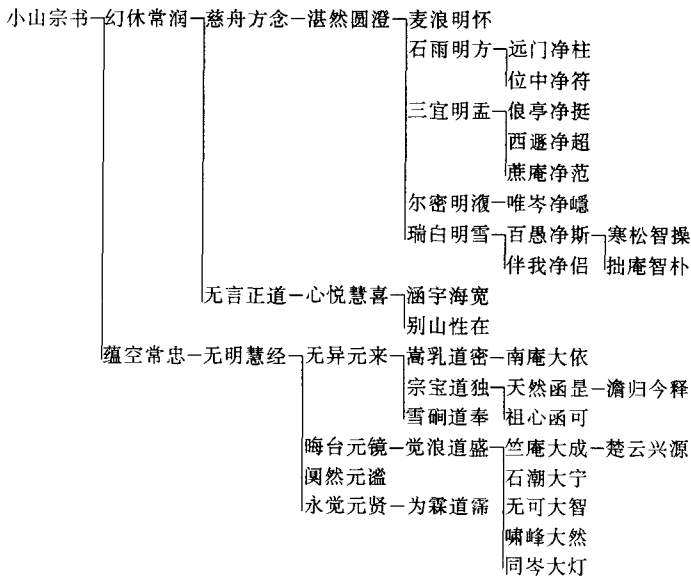 小山宗书 幻休常润 慈舟方念 湛然圆澄 麦浪明怀
石雨明方 远门净柱
位中净符
三宜明盂 俍亭净挺
西遯净超
蔗庵净范
尔密明澓 唯岑净嶾
瑞白明雪 百愚净斯 寒松智操
伴我净侣 拙庵智朴
无言正道 心悦慧喜 涵宇海宽
别山性在
蕴空常忠 无明慧经 无异元来 嵩乳道密 南庵大依
宗宝道独 天然函昰 澹归今释
雪磵道奉 祖心函可
晦台元镜 觉浪道盛 竺庵大成 楚云兴源
阒然元谧 石潮大宁
永觉元贤 为霖道霈 无可大智
啸峰大然
同岑大灯